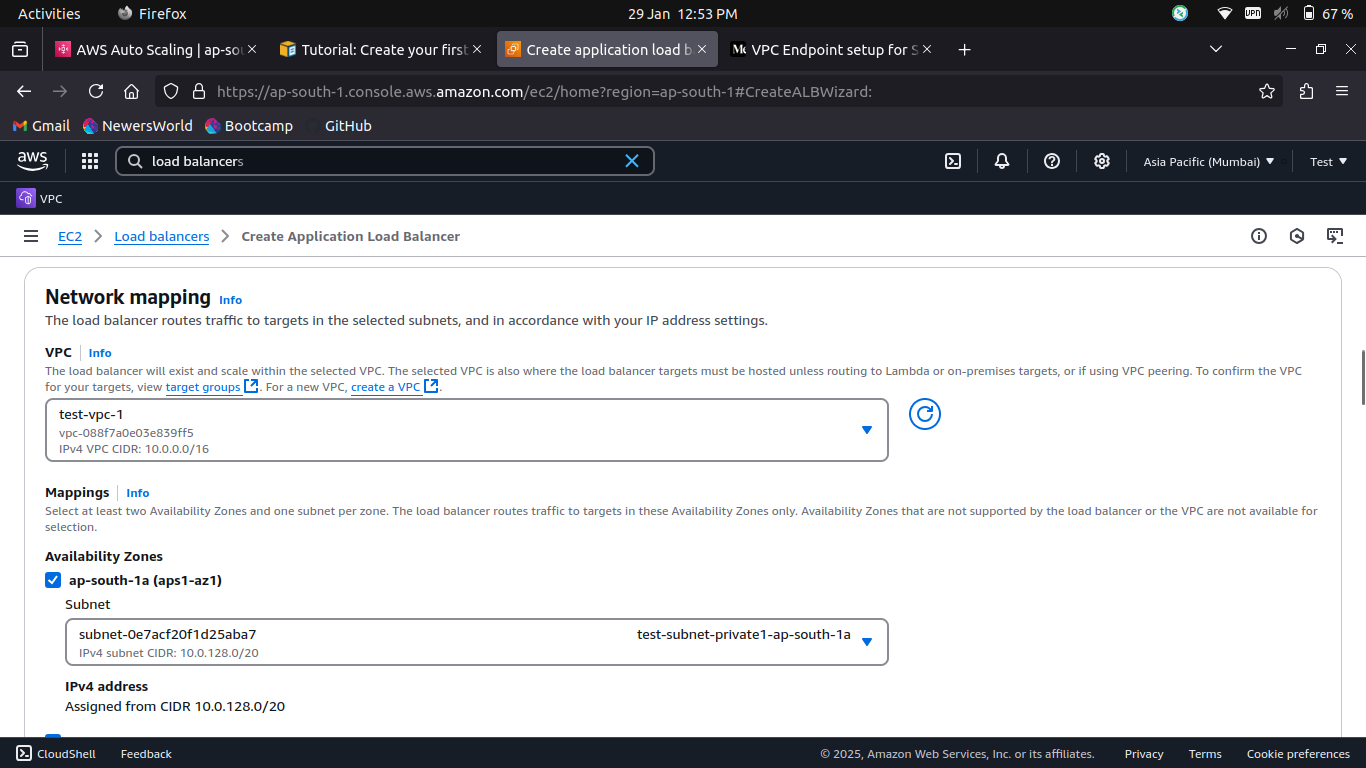 Activities Firefox 29 Jan 12:53 PM VPN 67 %
AWS Auto Scaling | ap-so Tutorial: Create your first Create application load b VPC Endpoint setup for S
https://ap-south-1.console.aws.amazon.com/ec2/home?region=ap-south-1#CreateALBWizard:
Gmail NewersWorld Bootcamp GitHub
aws load balancers Asia Pacific (Mumbai) Test
VPC
EC2 Load balancers Create Application Load Balancer
Network mapping Info
The load balancer routes traffic to targets in the selected subnets, and in accordance with your IP address settings.
VPC Info
The load balancer will exist and scale within the selected VPC. The selected VPC is also where the load balancer targets must be hosted unless routing to Lambda or on-premises targets, or if using VPC peering. To confirm the VPC
for your targets, view target groups. For a new VPC, create a VPC.
test-vpc-1
vpc-088f7a0e03e839ff5
IPv4 VPC CIDR: 10.0.0.0/16
Mappings Info
Select at least two Availability Zones and one subnet per zone. The load balancer routes traffic to targets in these Availability Zones only. Availability Zones that are not supported by the load balancer or the VPC are not available for
selection.
Availability Zones
ap-south-1a (aps1-az1)
Subnet
subnet-0e7acf20f1d25aba7 test-subnet-private1-ap-south-1a
IPv4 subnet CIDR: 10.0.128.0/20
IPv4 address
Assigned from CIDR 10.0.128.0/20
CloudShell Feedback © 2025, Amazon Web Services, Inc. or its affiliates. Privacy Terms Cookie preferences